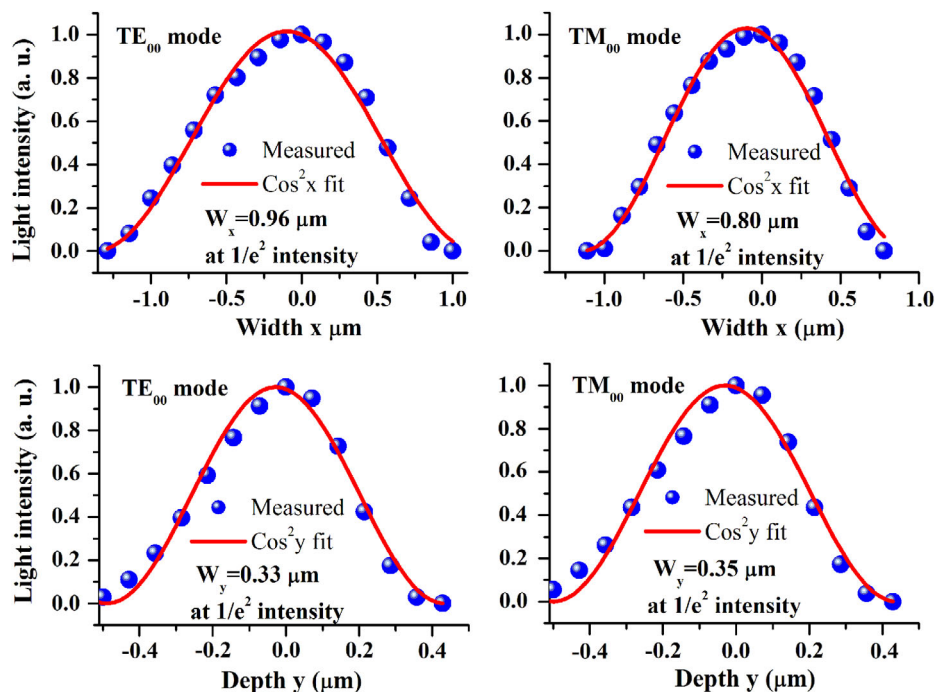 TE00 mode
Light intensity (a. u.)
1.0
0.8
0.6
0.4
0.2
0.0
Measured
Cos²x fit
Wx=0.96 μm
at 1/e² intensity
-1.0 -0.5 0.0 0.5 1.0
Width x μm
TM00 mode
1.0
0.8
0.6
0.4
0.2
0.0
Measured
Cos²x fit
Wx=0.80 μm
at 1/e² intensity
-1.0 -0.5 0.0 0.5 1.0
Width x (μm)
TE00 mode
Light intensity (a. u.)
1.0
0.8
0.6
0.4
0.2
0.0
Measured
Cos²y fit
Wy=0.33 μm
at 1/e² intensity
-0.4 -0.2 0.0 0.2 0.4
Depth y (μm)
TM00 mode
1.0
0.8
0.6
0.4
0.2
0.0
Measured
Cos²y fit
Wy=0.35 μm
at 1/e² intensity
-0.4 -0.2 0.0 0.2 0.4
Depth y (μm)